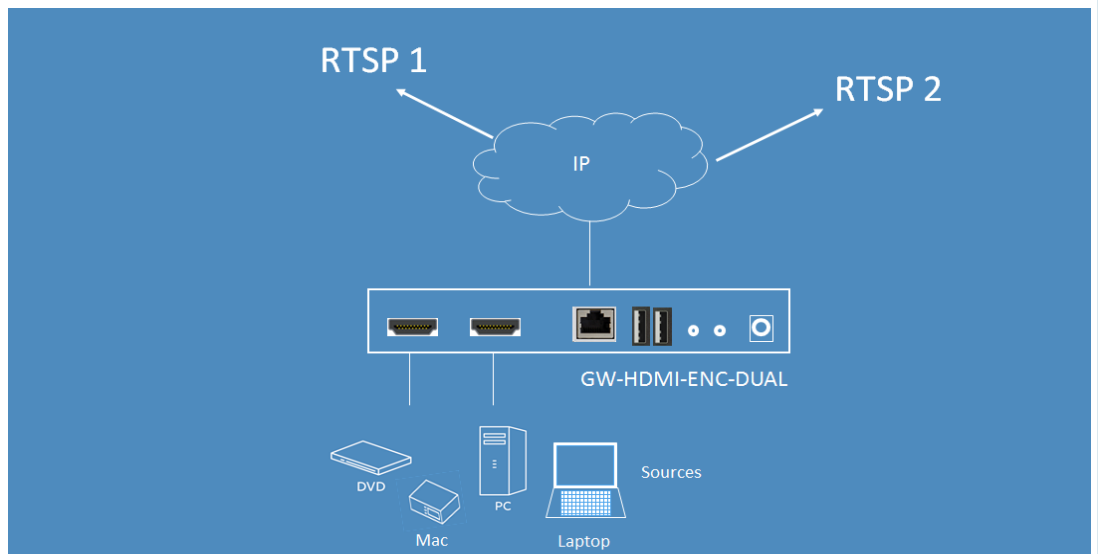 RTSP 1
RTSP 2
IP
GW-HDMI-ENC-DUAL
Sources
DVD
PC
Mac
Laptop